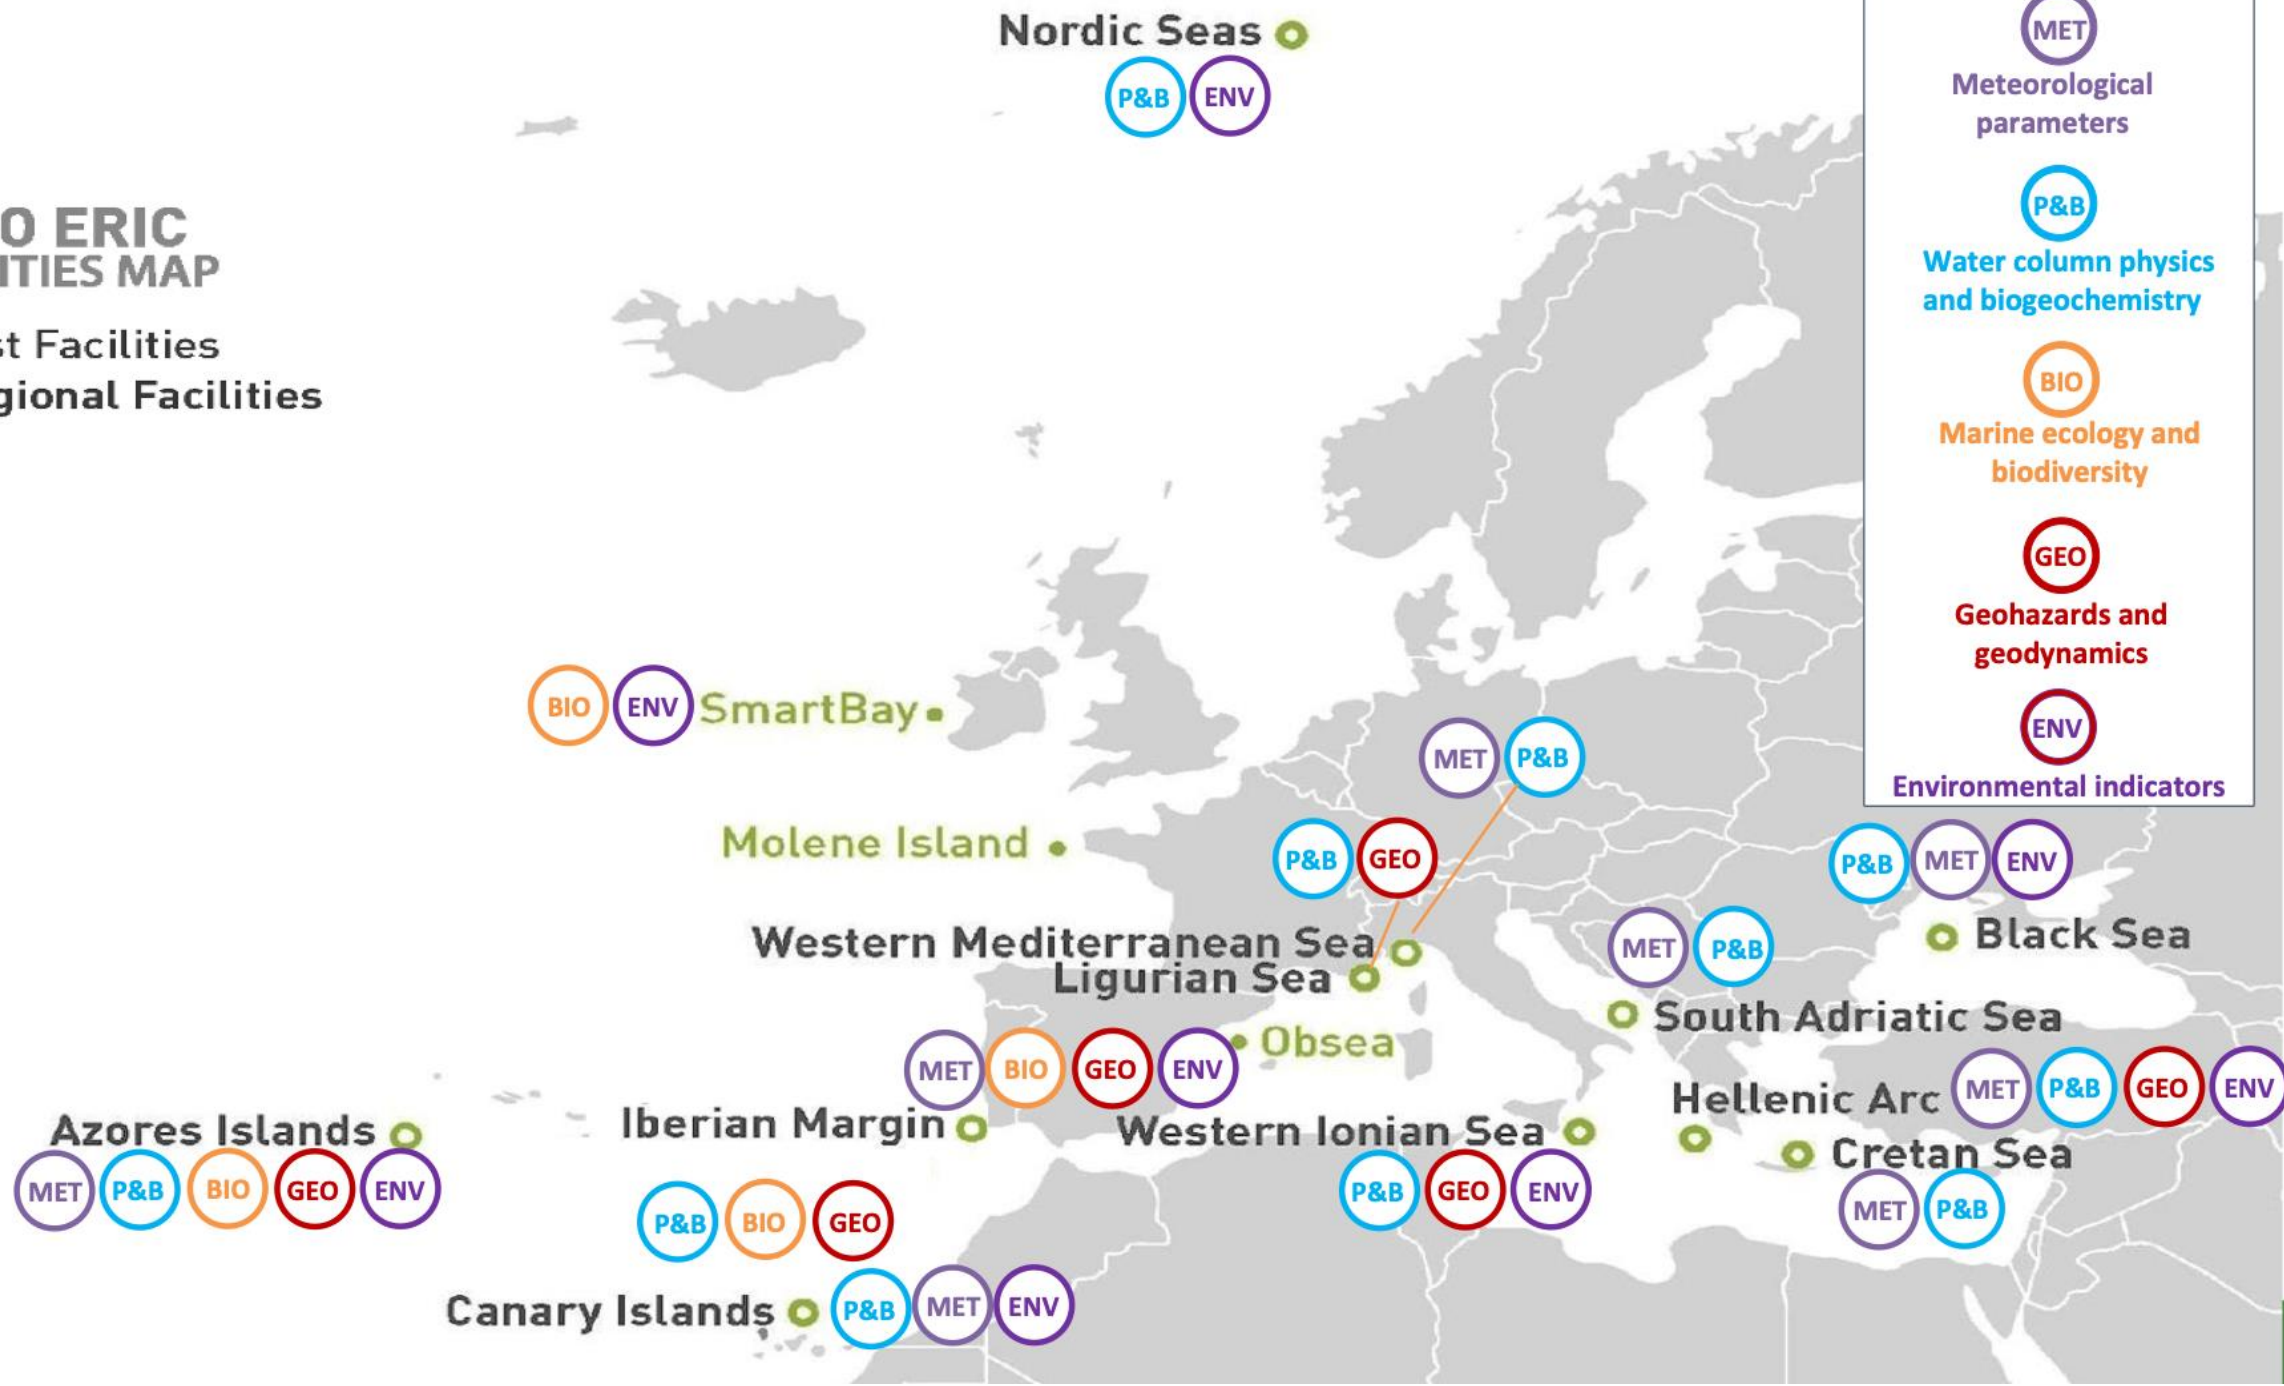 Nordic Seas
P&B ENV
O ERIC
ITIES MAP
st Facilities
gional Facilities
MET
Meteorological
parameters
P&B
Water column physics
and biogeochemistry
BIO
Marine ecology and
biodiversity
GEO
Geohazards and
geodynamics
ENV
Environmental indicators
BIO ENV SmartBay
MET P&B
Molene Island
P&B GEO
P&B MET ENV
Western Mediterranean Sea
Black Sea
MET P&B
Ligurian Sea
South Adriatic Sea
Obsea
MET BIO GEO ENV
Hellenic Arc MET P&B GEO ENV
Azores Islands
Iberian Margin
Western Ionian Sea
Cretan Sea
MET P&B BIO GEO ENV
P&B GEO ENV
MET P&B
P&B BIO GEO
Canary Islands P&B MET ENV